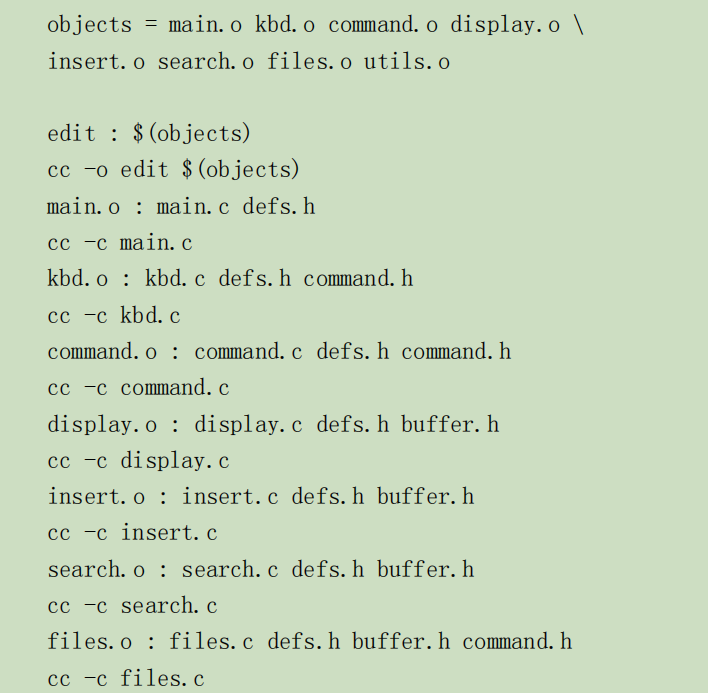 objects = main.o kbd.o command.o display.o \
insert.o search.o files.o utils.o
edit : $(objects)
cc -o edit $(objects)
main.o : main.c defs.h
cc -c main.c
kbd.o : kbd.c defs.h command.h
cc -c kbd.c
command.o : command.c defs.h command.h
cc -c command.c
display.o : display.c defs.h buffer.h
cc -c display.c
insert.o : insert.c defs.h buffer.h
cc -c insert.c
search.o : search.c defs.h buffer.h
cc -c search.c
files.o : files.c defs.h buffer.h command.h
cc -c files.c